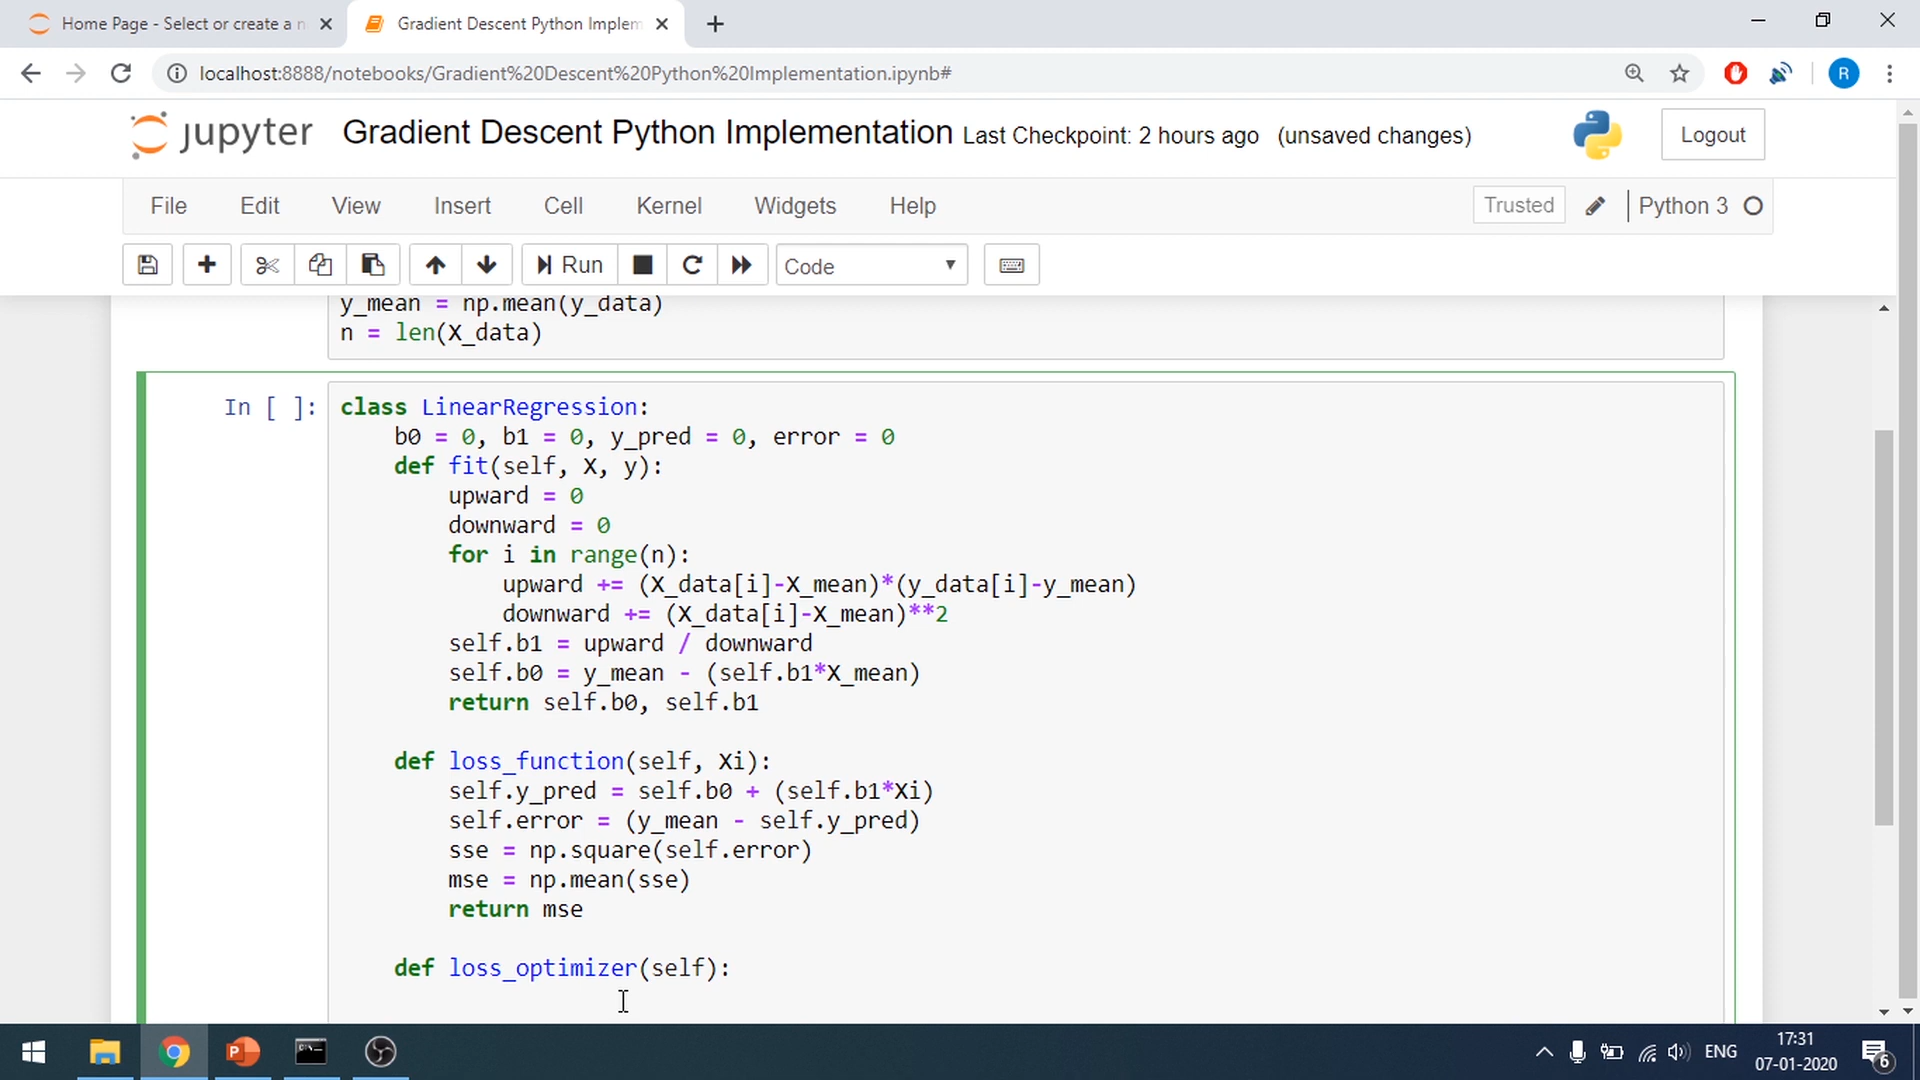 Home Page - Select or create a n
Gradient Descent Python Implem
localhost:8888/notebooks/Gradient%20Descent%20Python%20Implementation.ipynb#
R
jupyter Gradient Descent Python Implementation Last Checkpoint: 2 hours ago (unsaved changes)
Logout
File Edit View Insert Cell Kernel Widgets Help
Trusted
Python 3
Run
Code
y_mean = np.mean(y_data)
n = len(X_data)
In [ ]:
class LinearRegression:
    b0 = 0, b1 = 0, y_pred = 0, error = 0
    def fit(self, X, y):
        upward = 0
        downward = 0
        for i in range(n):
            upward += (X_data[i]-X_mean)*(y_data[i]-y_mean)
            downward += (X_data[i]-X_mean)**2
        self.b1 = upward / downward
        self.b0 = y_mean - (self.b1*X_mean)
        return self.b0, self.b1
    def loss_function(self, Xi):
        self.y_pred = self.b0 + (self.b1*Xi)
        self.error = (y_mean - self.y_pred)
        sse = np.square(self.error)
        mse = np.mean(sse)
        return mse
    def loss_optimizer(self):
ENG
17:31
07-01-2020
6